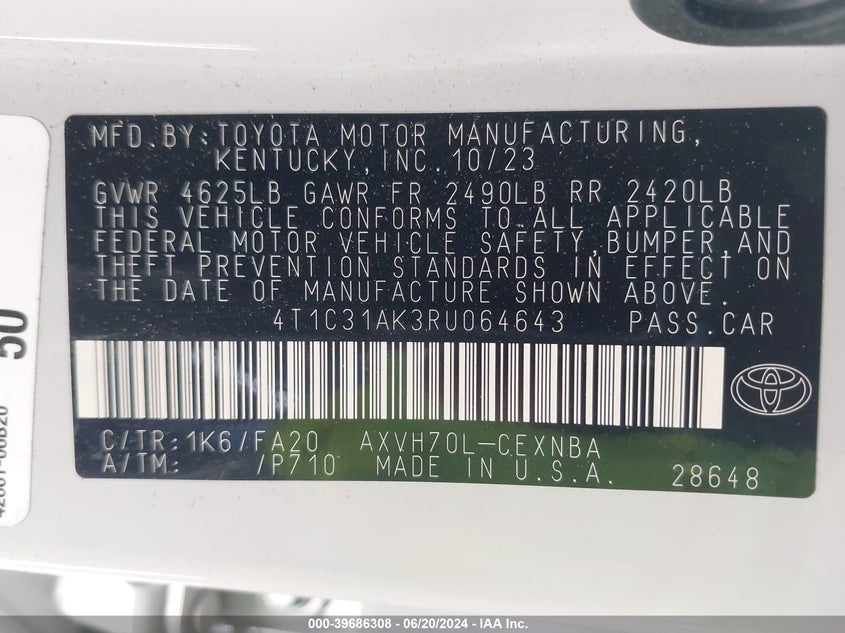 MFD.BY:TOYOTA MOTOR MANUFACTURING,
KENTUCKY,INC. 10/23
GVWR 4625LB GAWR FR 2490LB RR 2420LB
THIS VEHICLE CONFORMS TO ALL APPLICABLE
FEDERAL MOTOR VEHICLE SAFETY,BUMPER,AND
THEFT PREVENTION STANDARDS IN EFFECT ON
THE DATE OF MANUFACTURE SHOWN ABOVE.
4T1C31AK3RU064643 PASS.CAR
C/TR:1K6/FA20 AXVH70L-CEXNBA
A/TM: /P710 MADE IN U.S.A. 28648
50
000-39686308 - 06/20/2024 - IAA Inc.